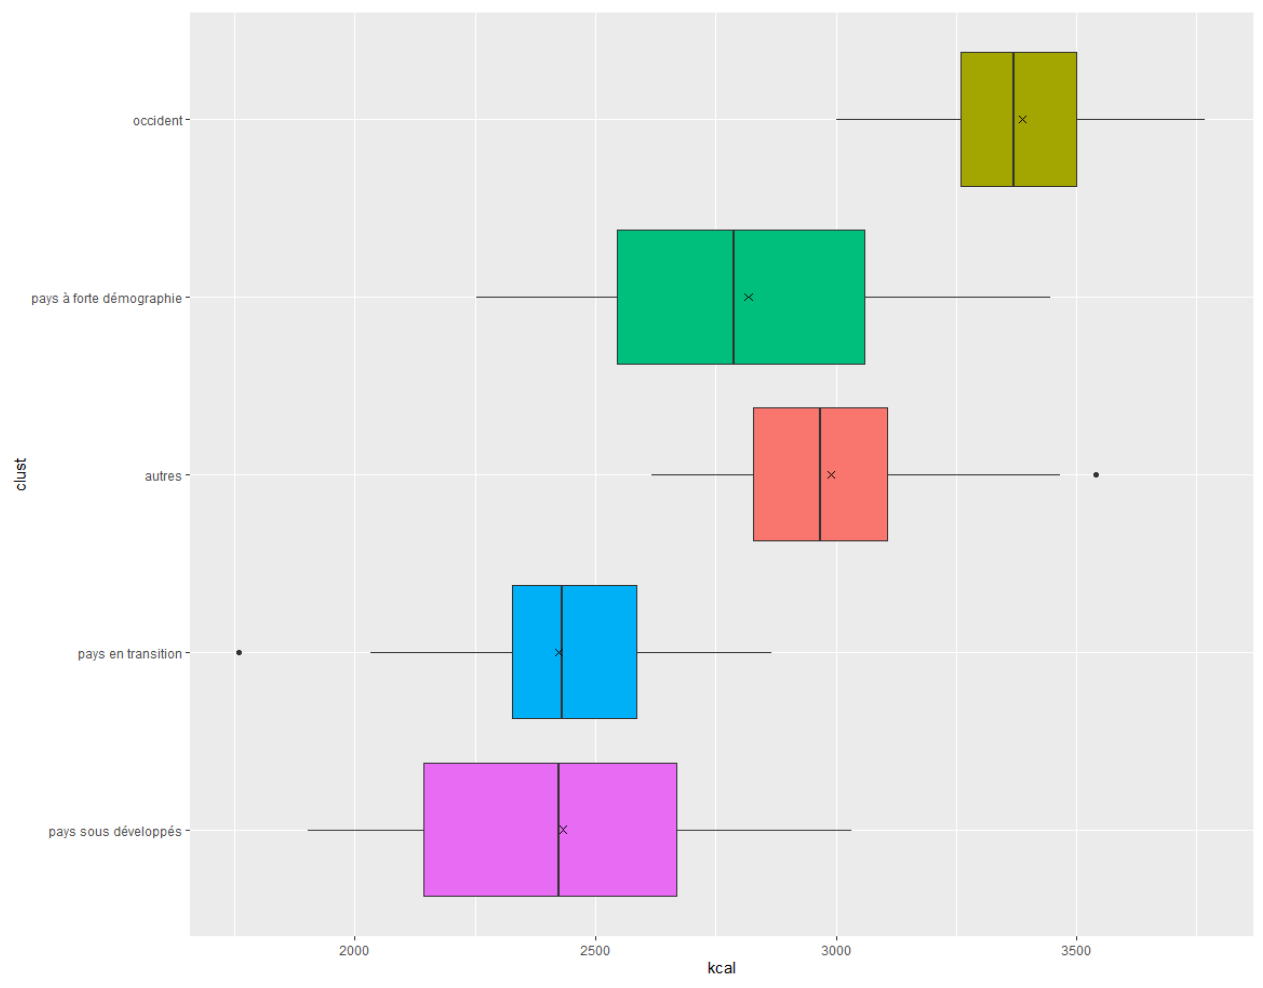 occident
pays à forte démographie
autres
pays en transition
pays sous développés
clust
2000 2500 3000 3500
kcal